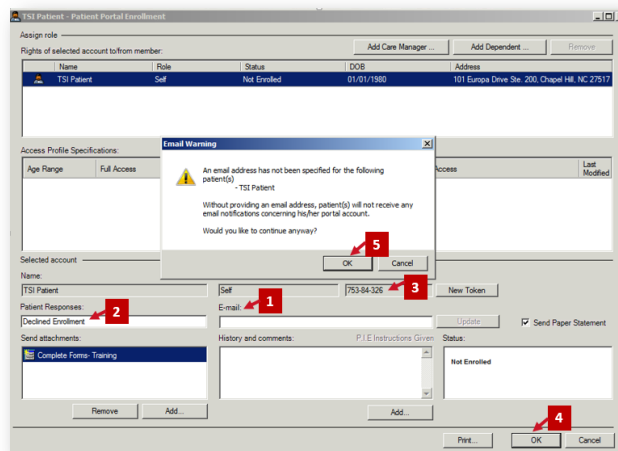 TSI Patient - Patient Portal Enrollment
Assign role
Rights of selected account to/from member:
Add Care Manager ... Add Dependent ... Remove
Name Role Status DOB Address
TSI Patient Self Not Enrolled 01/01/1980 101 Europa Drive Ste. 200, Chapel Hill, NC 27517
Access Profile Specifications:
Age Range Full Access Access Last Modified
Email Warning
An email address has not been specified for the following
patient(s)
- TSI Patient
Without providing an email address, patient(s) will not receive any
email notifications concerning his/her portal account.
Would you like to continue anyway?
5
OK Cancel
Selected account
Name:
TSI Patient Self 753-84-326 3 New Token
Patient Responses: 2 E-mail: 1
Declined Enrollment Update Send Paper Statement
Send attachments: History and comments: P.I.E Instructions Given Status:
Complete Forms- Training
Not Enrolled
Remove Add... Add...
4
Print... OK Cancel